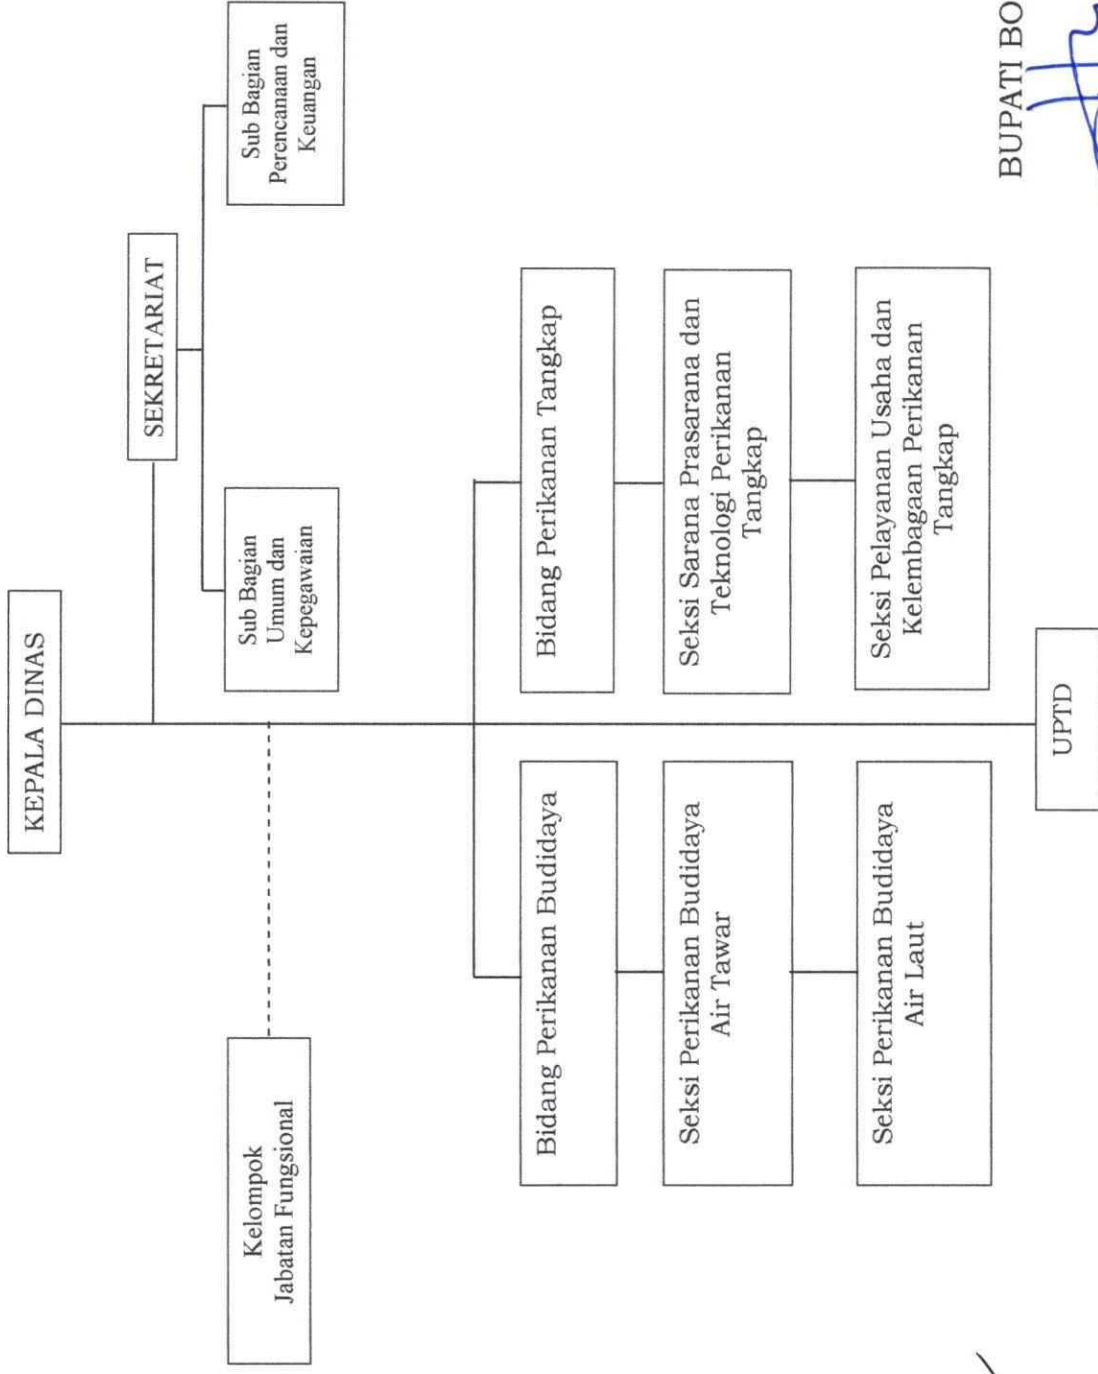 KEPALA DINAS
SEKRETARIAT
Sub Bagian
Umum dan
Kepegawaian
Sub Bagian
Perencanaan dan
Keuangan
Kelompok
Jabatan Fungsional
Bidang Perikanan Budidaya
Bidang Perikanan Tangkap
Seksi Perikanan Budidaya
Air Tawar
Seksi Sarana Prasarana dan
Teknologi Perikanan
Tangkap
Seksi Perikanan Budidaya
Air Laut
Seksi Pelayanan Usaha dan
Kelembagaan Perikanan
Tangkap
UPTD
BUPATI BO